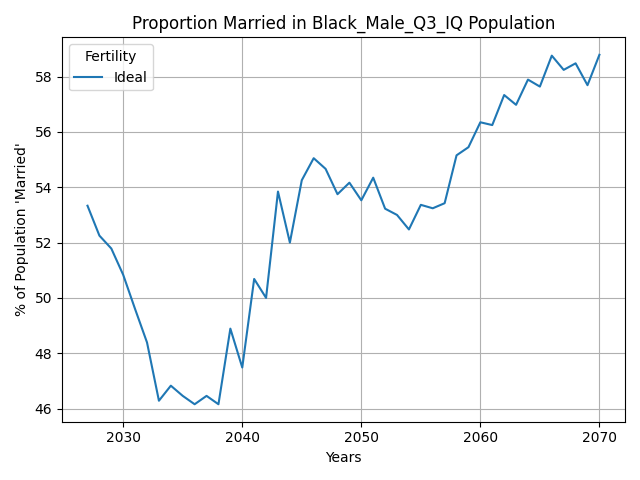 Proportion Married in Black_Male_Q3_IQ Population
Fertility
Ideal
% of Population 'Married'
58
56
54
52
50
48
46
2030 2040 2050 2060 2070
Years